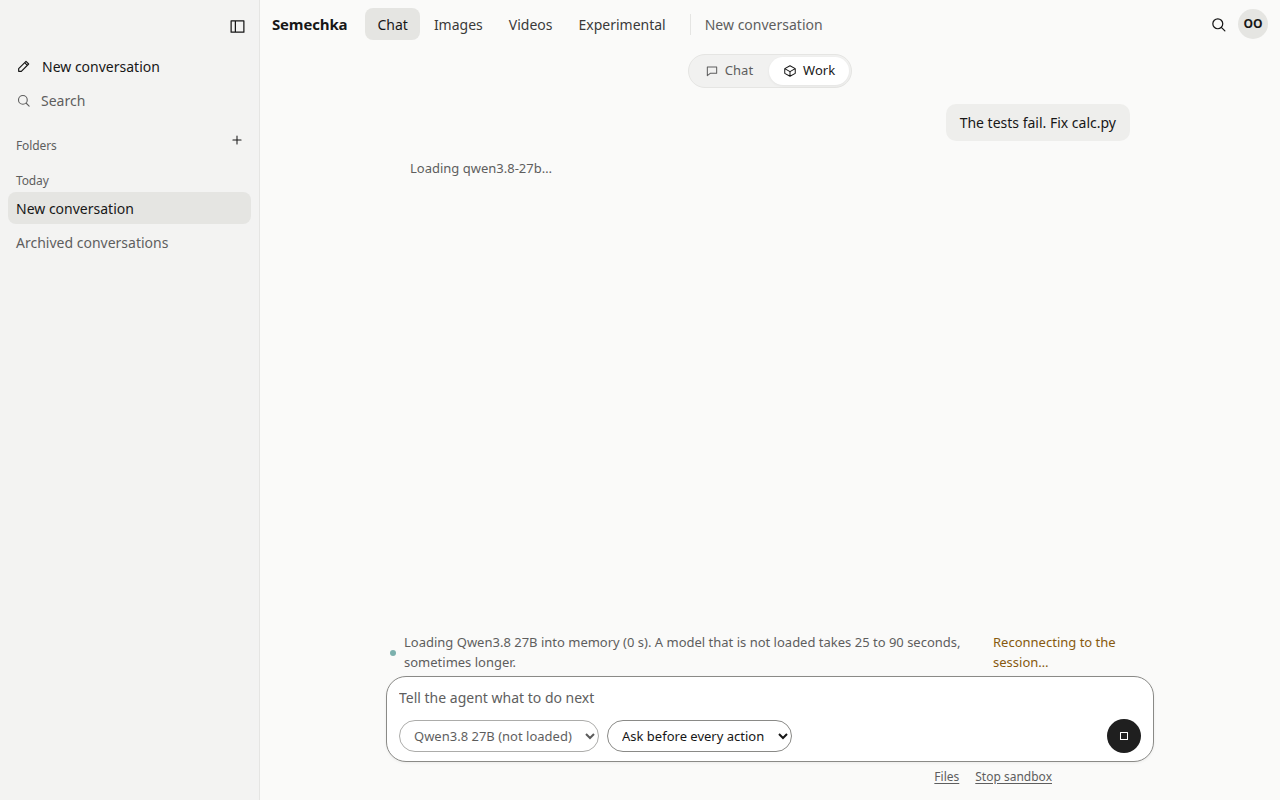 Semechka
Chat
Images
Videos
Experimental
New conversation
OO
New conversation
Search
Folders
Today
New conversation
Archived conversations
Chat
Work
The tests fail. Fix calc.py
Loading qwen3.8-27b...
Loading Qwen3.8 27B into memory (0 s). A model that is not loaded takes 25 to 90 seconds,
sometimes longer.
Reconnecting to the
session...
Tell the agent what to do next
Qwen3.8 27B (not loaded)
Ask before every action
Files
Stop sandbox